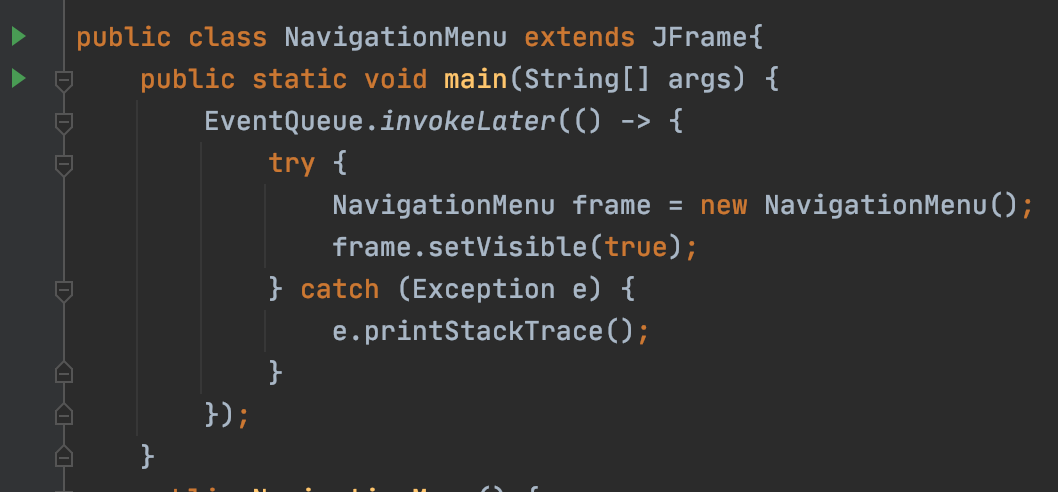 public class NavigationMenu extends JFrame{
    public static void main(String[] args) {
        EventQueue.invokeLater(() -> {
            try {
                NavigationMenu frame = new NavigationMenu();
                frame.setVisible(true);
            } catch (Exception e) {
                e.printStackTrace();
            }
        });
    }